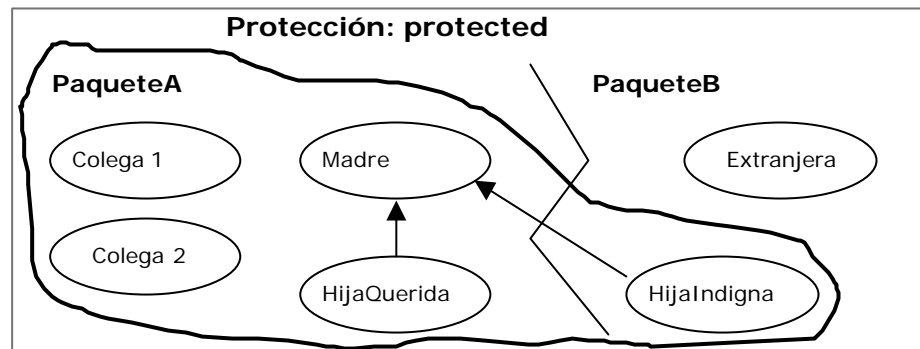 Protección: protected
PaqueteA
PaqueteB
Colega 1
Madre
Extranjera
Colega 2
HijaQuerida
HijaIndigna